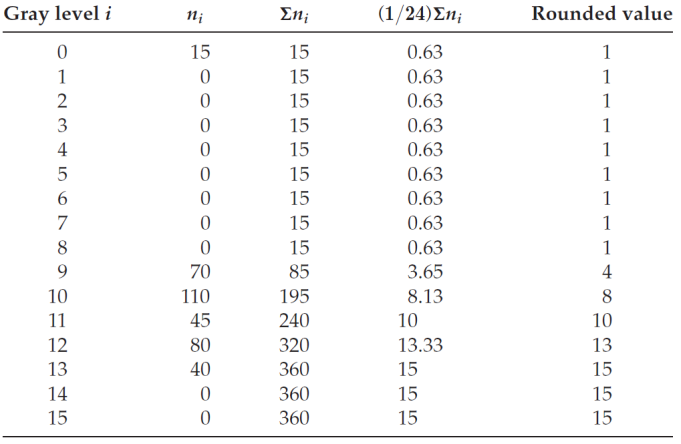 Gray level i nᵢ Σnᵢ (1/24)Σnᵢ Rounded value
0 15 15 0.63 1
1 0 15 0.63 1
2 0 15 0.63 1
3 0 15 0.63 1
4 0 15 0.63 1
5 0 15 0.63 1
6 0 15 0.63 1
7 0 15 0.63 1
8 0 15 0.63 1
9 70 85 3.65 4
10 110 195 8.13 8
11 45 240 10 10
12 80 320 13.33 13
13 40 360 15 15
14 0 360 15 15
15 0 360 15 15